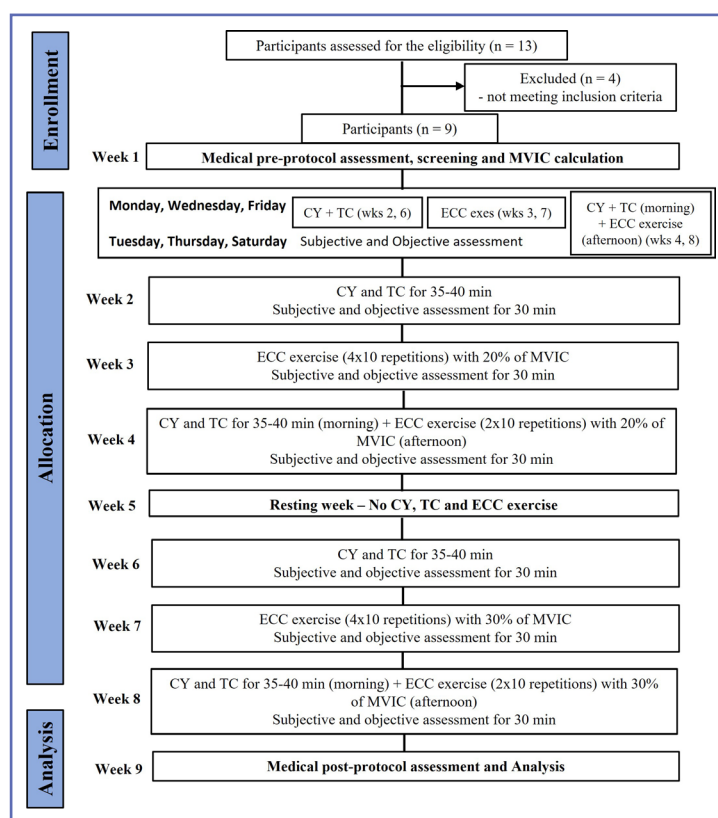 Enrollment
Participants assessed for the eligibility (n = 13)
Excluded (n = 4)
- not meeting inclusion criteria
Participants (n = 9)
Week 1
Medical pre-protocol assessment, screening and MVIC calculation
Allocation
Monday, Wednesday, Friday
CY + TC (wks 2, 6)
ECC exes (wks 3, 7)
CY + TC (morning)
+ ECC exercise
(afternoon) (wks 4, 8)
Tuesday, Thursday, Saturday
Subjective and Objective assessment
Week 2
CY and TC for 35-40 min
Subjective and objective assessment for 30 min
Week 3
ECC exercise (4x10 repetitions) with 20% of MVIC
Subjective and objective assessment for 30 min
Week 4
CY and TC for 35-40 min (morning) + ECC exercise (2x10 repetitions) with 20% of
MVIC (afternoon)
Subjective and objective assessment for 30 min
Week 5
Resting week – No CY, TC and ECC exercise
Week 6
CY and TC for 35-40 min
Subjective and objective assessment for 30 min
Week 7
ECC exercise (4x10 repetitions) with 30% of MVIC
Subjective and objective assessment for 30 min
Week 8
CY and TC for 35-40 min (morning) + ECC exercise (2x10 repetitions) with 30%
of MVIC (afternoon)
Subjective and objective assessment for 30 min
Analysis
Week 9
Medical post-protocol assessment and Analysis